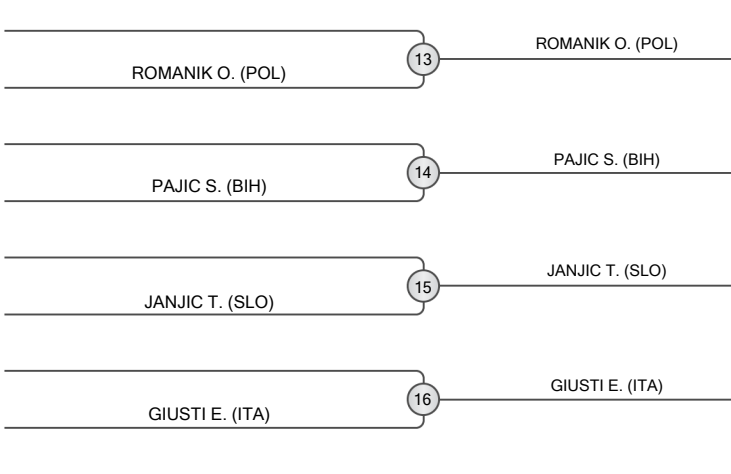 ROMANIK O. (POL)
13
ROMANIK O. (POL)
PAJIC S. (BIH)
14
PAJIC S. (BIH)
JANJIC T. (SLO)
15
JANJIC T. (SLO)
GIUSTI E. (ITA)
16
GIUSTI E. (ITA)